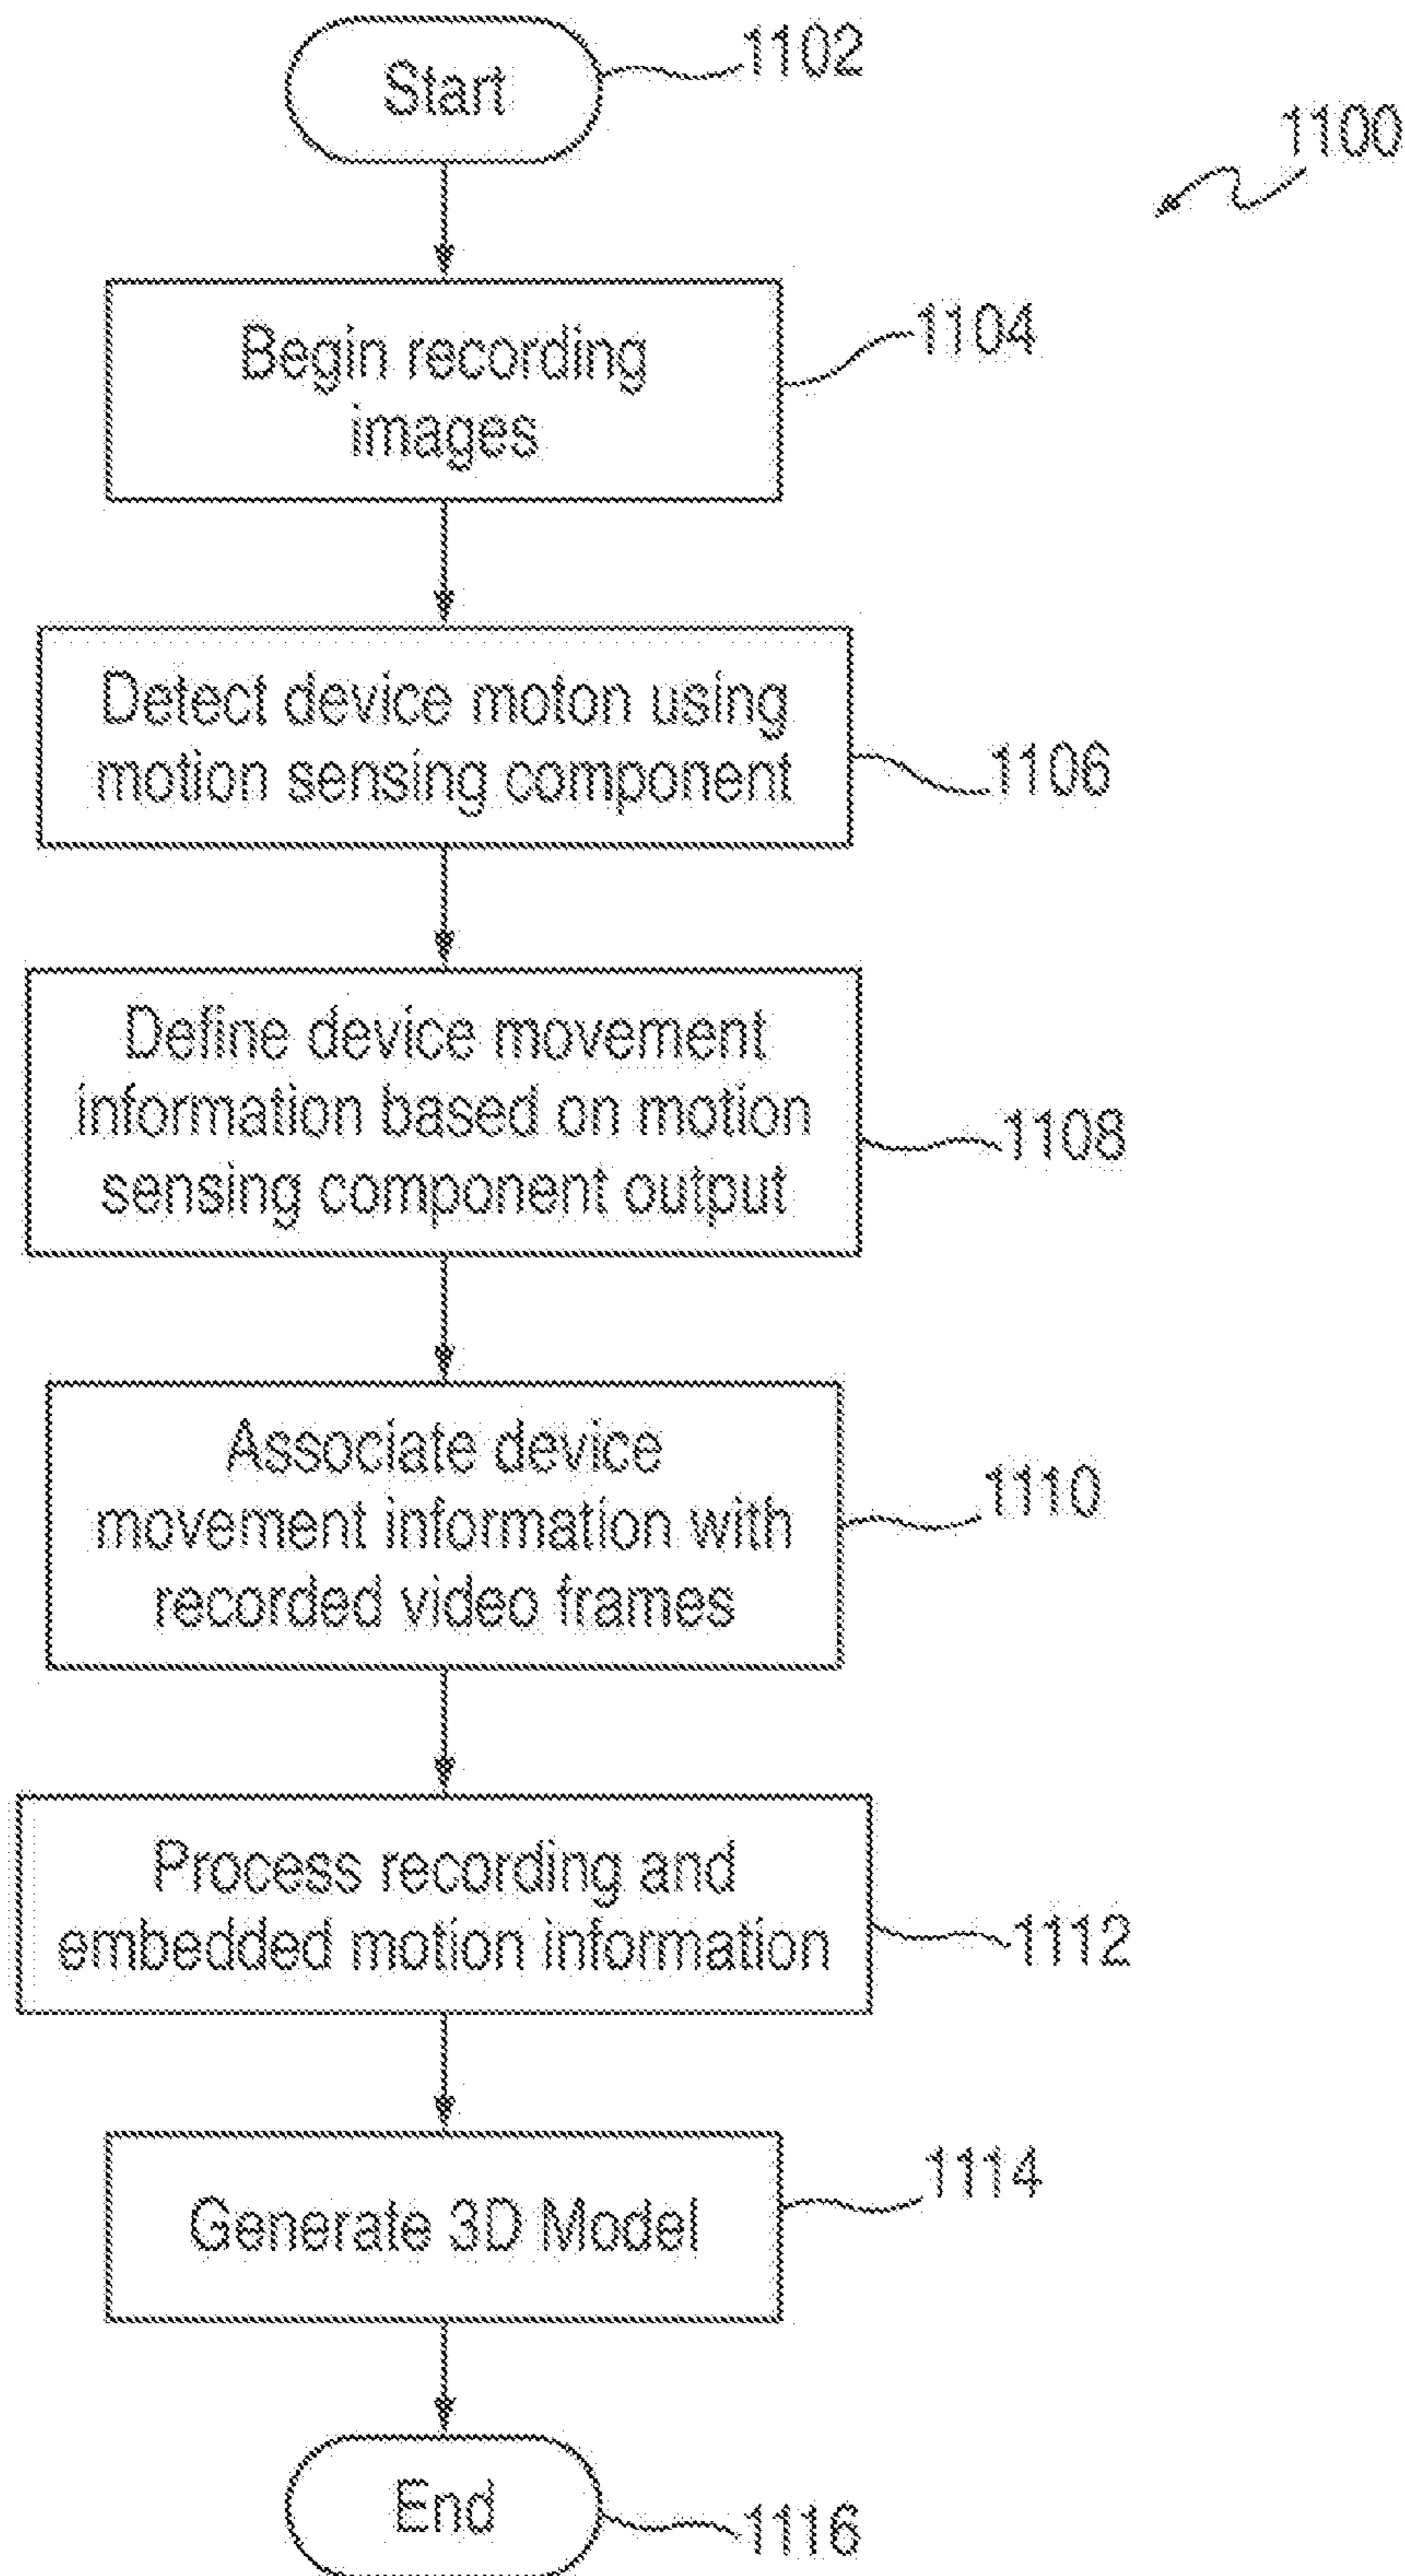 Start
1102
1100
Begin recording
images
1104
Detect device moton using
motion sensing component
1106
Define device movement
information based on motion
sensing component output
1108
Associate device
movement information with
recorded video frames
1110
Process recording and
embedded motion information
1112
Generate 3D Model
1114
End
1116